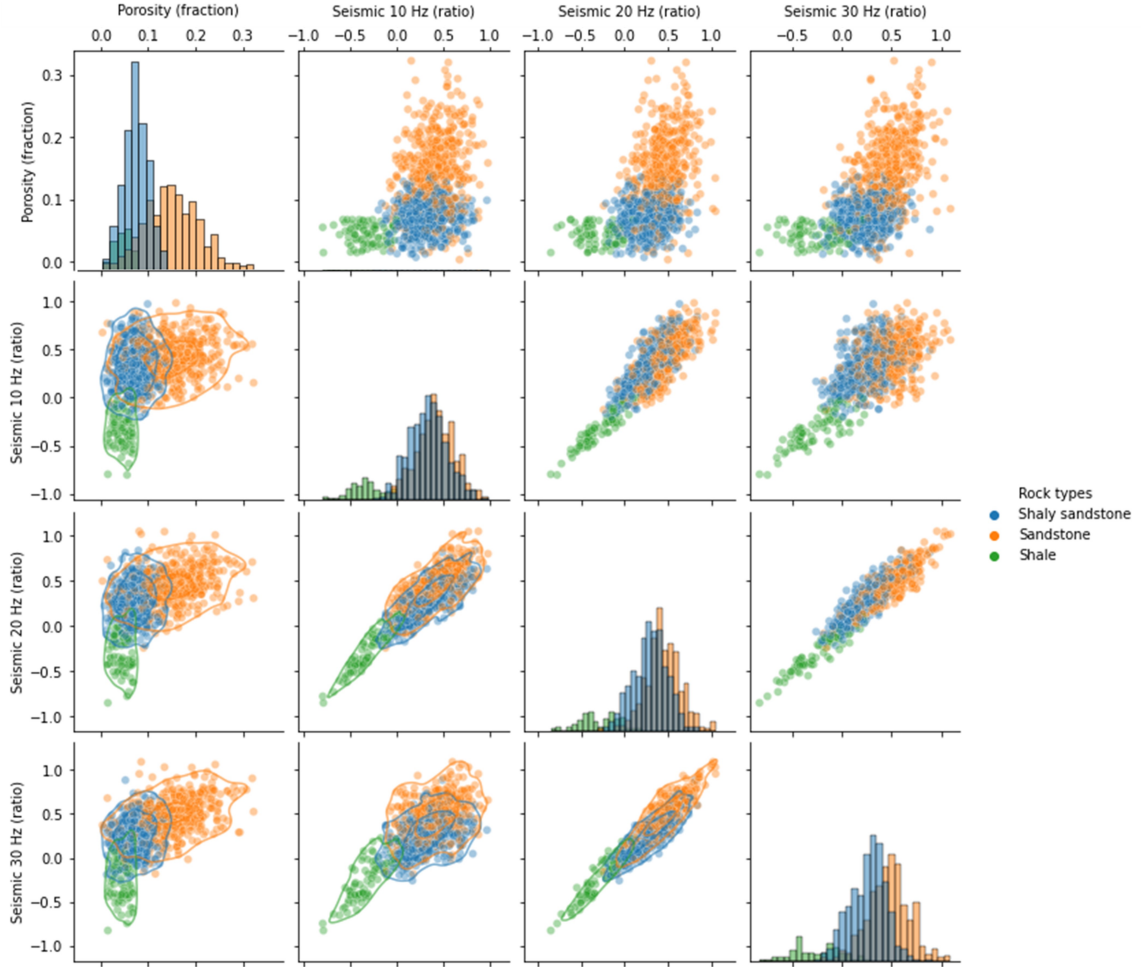 Porosity (fraction) Seismic 10 Hz (ratio) Seismic 20 Hz (ratio) Seismic 30 Hz (ratio)
0.0 0.1 0.2 0.3 −1.0 −0.5 0.0 0.5 1.0 −1.0 −0.5 0.0 0.5 1.0 −0.5 0.0 0.5 1.0
Porosity (fraction)
0.3
0.2
0.1
0.0
Seismic 10 Hz (ratio)
1.0
0.5
0.0
−0.5
−1.0
Seismic 20 Hz (ratio)
1.0
0.5
0.0
−0.5
−1.0
Seismic 30 Hz (ratio)
1.0
0.5
0.0
−0.5
−1.0
Rock types
Shaly sandstone
Sandstone
Shale